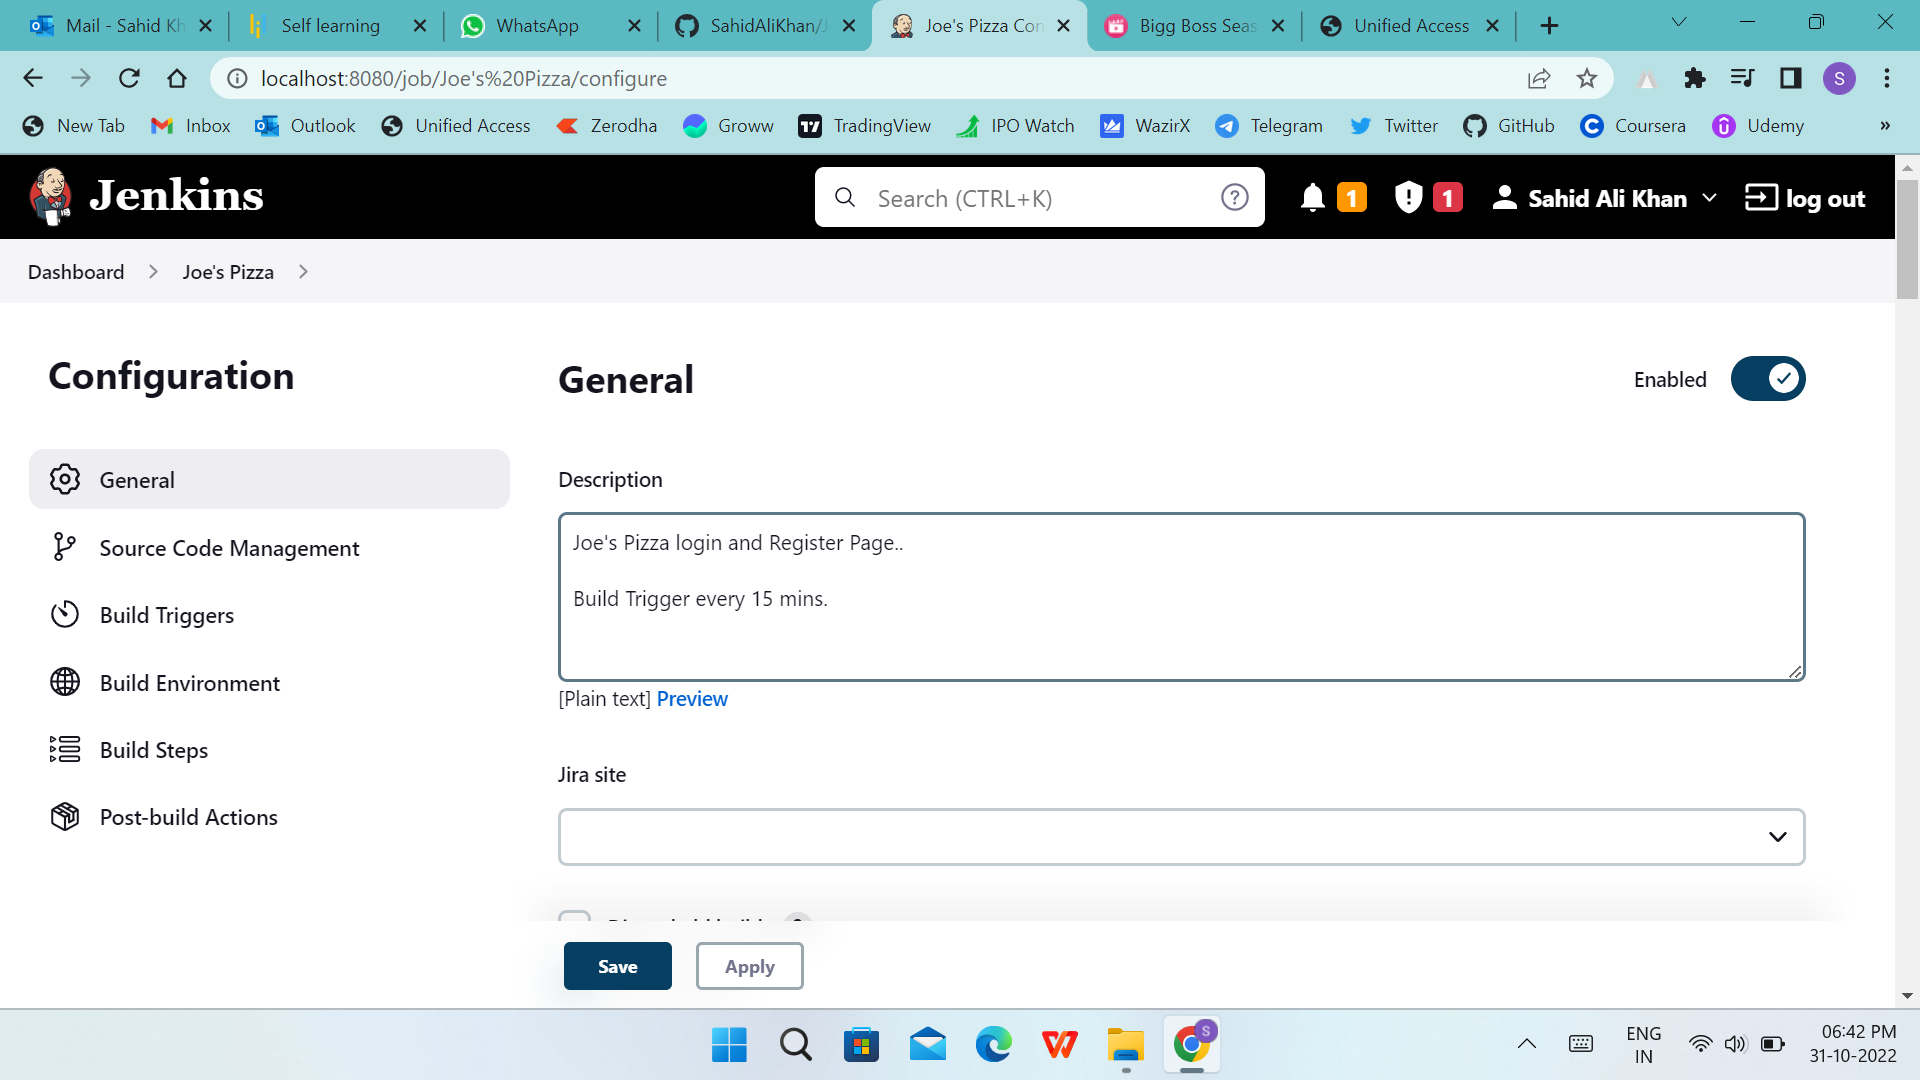 Mail - Sahid Kh
Self learning
WhatsApp
SahidAliKhan/J
Joe's Pizza Con
Bigg Boss Seas
Unified Access
localhost:8080/job/Joe's%20Pizza/configure
S
New Tab
Inbox
Outlook
Unified Access
Zerodha
Groww
TradingView
IPO Watch
WazirX
Telegram
Twitter
GitHub
Coursera
Udemy
»
Jenkins
Search (CTRL+K)
1
1
Sahid Ali Khan
log out
Dashboard
Joe's Pizza
Configuration
General
Source Code Management
Build Triggers
Build Environment
Build Steps
Post-build Actions
General
Enabled
Description
Joe's Pizza login and Register Page..
Build Trigger every 15 mins.
[Plain text] Preview
Jira site
Save
Apply
S
ENG
IN
06:42 PM
31-10-2022